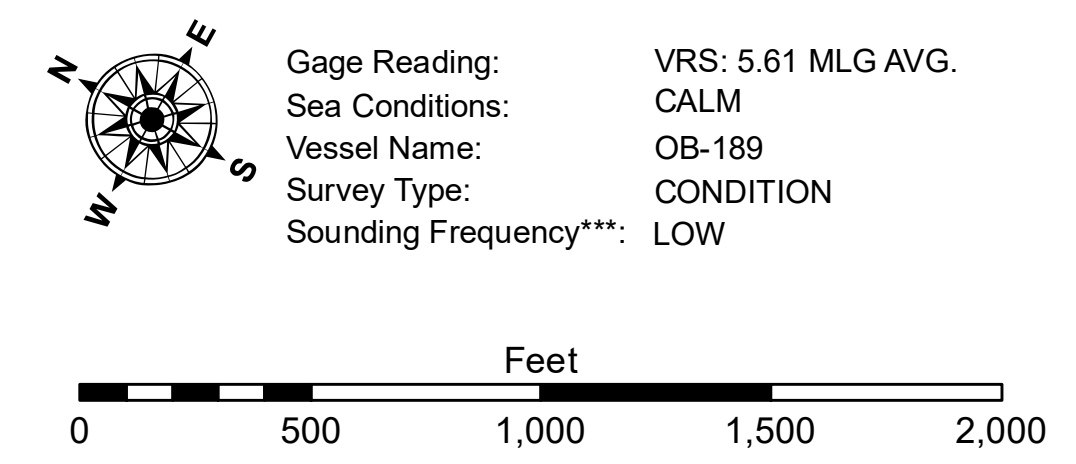 E
N
S
W
Gage Reading: VRS: 5.61 MLG AVG.
Sea Conditions: CALM
Vessel Name: OB-189
Survey Type: CONDITION
Sounding Frequency***: LOW
Feet
0 500 1,000 1,500 2,000